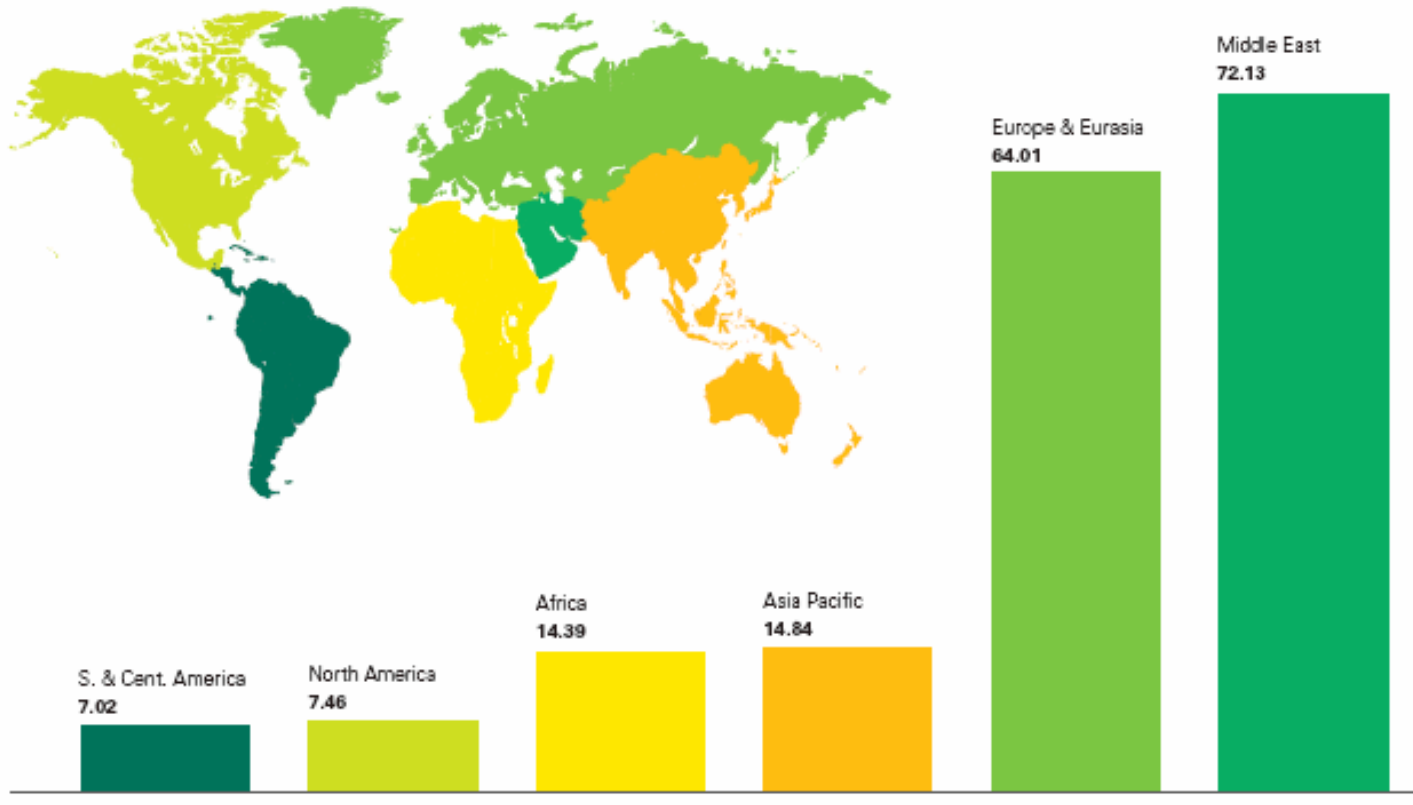 Middle East
72.13
Europe & Eurasia
64.01
Africa
14.39
Asia Pacific
14.84
S. & Cent. America
7.02
North America
7.46